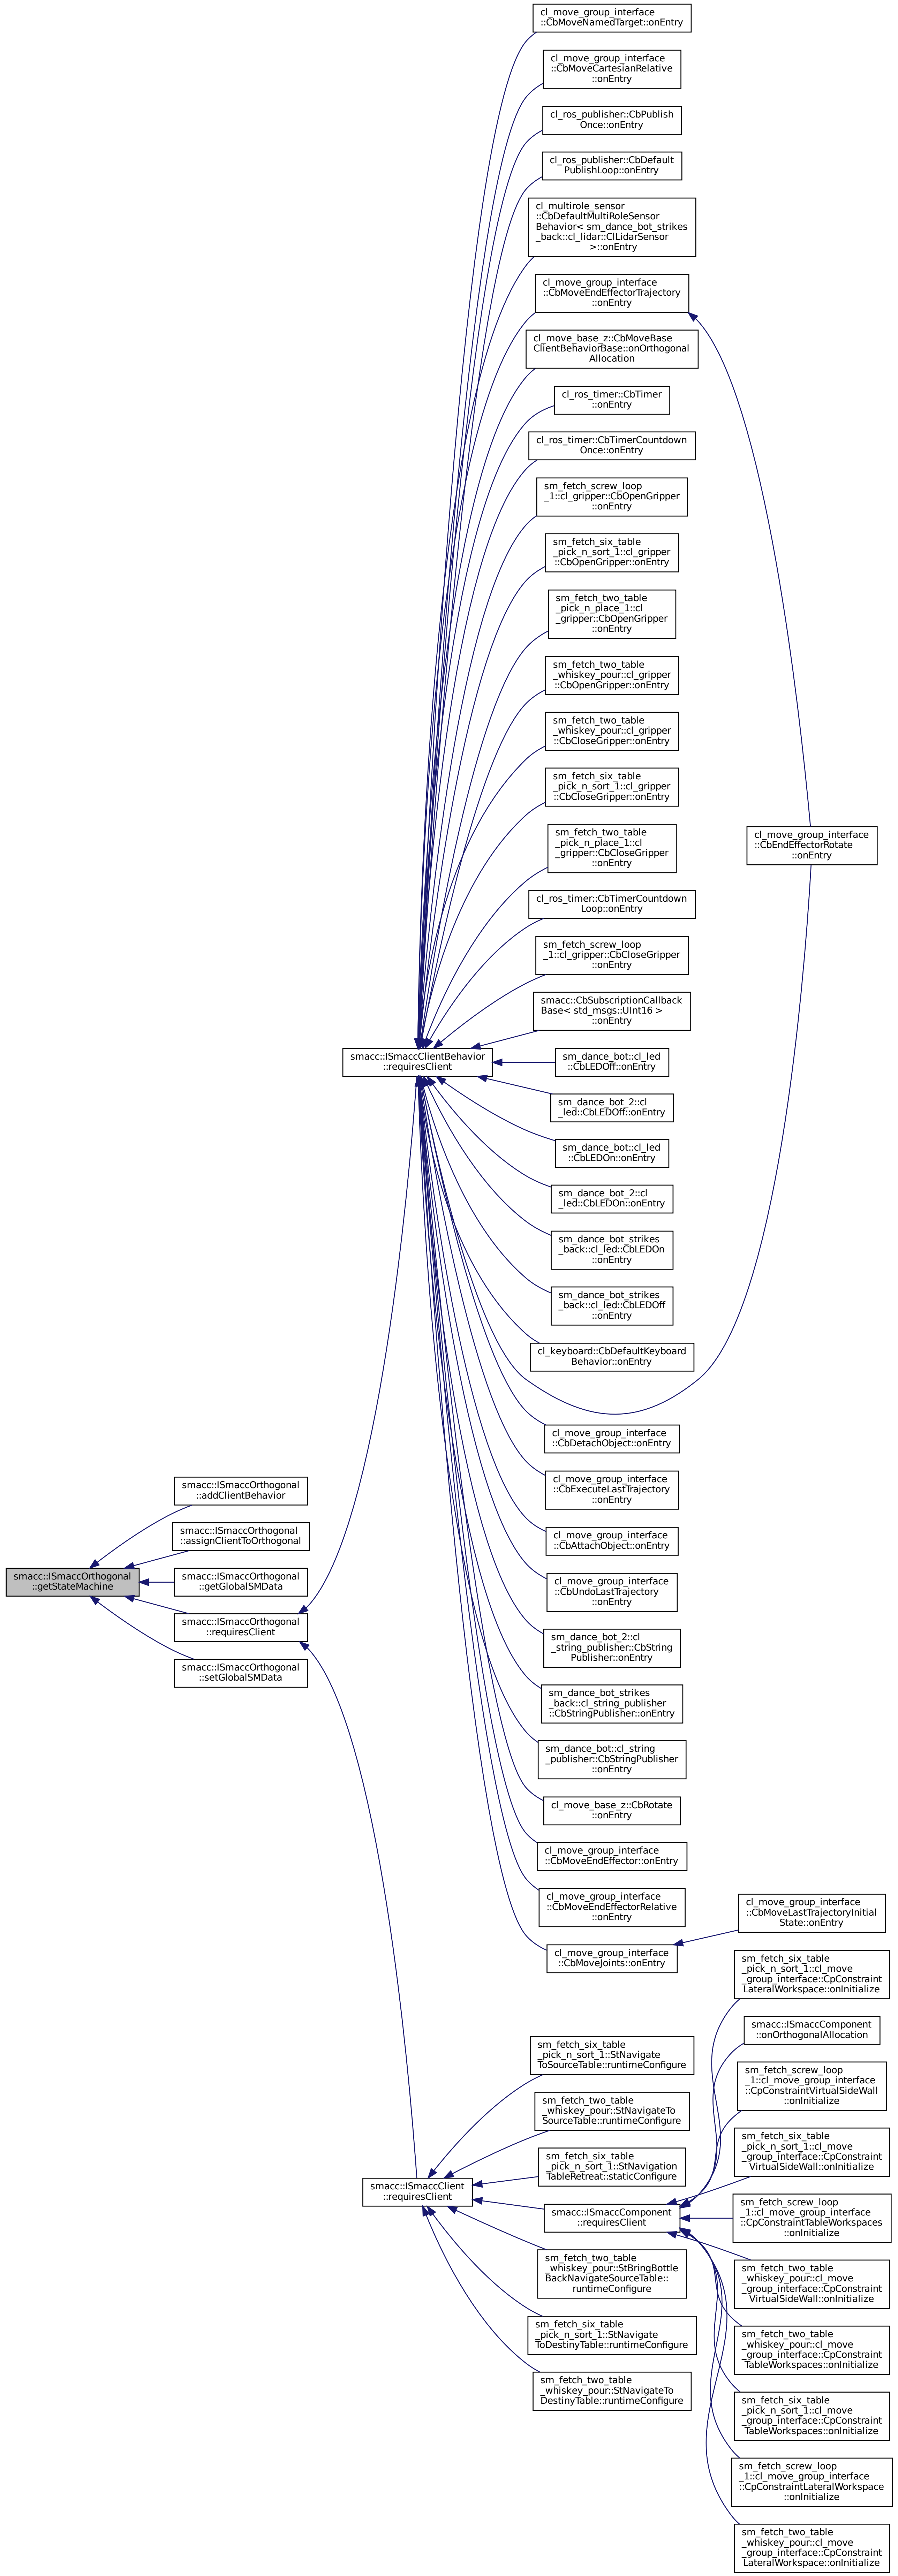 cl_move_group_interface
::CbMoveNamedTarget::onEntry
cl_move_group_interface
::CbMoveCartesianRelative
::onEntry
cl_ros_publisher::CbPublish
Once::onEntry
cl_ros_publisher::CbDefault
PublishLoop::onEntry
cl_multirole_sensor
::CbDefaultMultiRoleSensor
Behavior< sm_dance_bot_strikes
_back::cl_lidar::ClLidarSensor
>::onEntry
cl_move_group_interface
::CbMoveEndEffectorTrajectory
::onEntry
cl_move_base_z::CbMoveBase
ClientBehaviorBase::onOrthogonal
Allocation
cl_ros_timer::CbTimer
::onEntry
cl_ros_timer::CbTimerCountdown
Once::onEntry
sm_fetch_screw_loop
_1::cl_gripper::CbOpenGripper
::onEntry
sm_fetch_six_table
_pick_n_sort_1::cl_gripper
::CbOpenGripper::onEntry
sm_fetch_two_table
_pick_n_place_1::cl
_gripper::CbOpenGripper
::onEntry
sm_fetch_two_table
_whiskey_pour::cl_gripper
::CbOpenGripper::onEntry
sm_fetch_two_table
_whiskey_pour::cl_gripper
::CbCloseGripper::onEntry
sm_fetch_six_table
_pick_n_sort_1::cl_gripper
::CbCloseGripper::onEntry
sm_fetch_two_table
_pick_n_place_1::cl
_gripper::CbCloseGripper
::onEntry
cl_move_group_interface
::CbEndEffectorRotate
::onEntry
cl_ros_timer::CbTimerCountdown
Loop::onEntry
sm_fetch_screw_loop
_1::cl_gripper::CbCloseGripper
::onEntry
smacc::CbSubscriptionCallback
Base< std_msgs::UInt16 >
::onEntry
smacc::ISmaccClientBehavior
::requiresClient
sm_dance_bot::cl_led
::CbLEDOff::onEntry
sm_dance_bot_2::cl
_led::CbLEDOff::onEntry
sm_dance_bot::cl_led
::CbLEDOn::onEntry
sm_dance_bot_2::cl
_led::CbLEDOn::onEntry
sm_dance_bot_strikes
_back::cl_led::CbLEDOn
::onEntry
sm_dance_bot_strikes
_back::cl_led::CbLEDOff
::onEntry
cl_keyboard::CbDefaultKeyboard
Behavior::onEntry
cl_move_group_interface
::CbDetachObject::onEntry
cl_move_group_interface
::CbExecuteLastTrajectory
::onEntry
cl_move_group_interface
::CbAttachObject::onEntry
cl_move_group_interface
::CbUndoLastTrajectory
::onEntry
smacc::ISmaccOrthogonal
::addClientBehavior
smacc::ISmaccOrthogonal
::assignClientToOrthogonal
smacc::ISmaccOrthogonal
::getStateMachine
smacc::ISmaccOrthogonal
::getGlobalSMData
smacc::ISmaccOrthogonal
::requiresClient
smacc::ISmaccOrthogonal
::setGlobalSMData
sm_dance_bot_2::cl
_string_publisher::CbString
Publisher::onEntry
sm_dance_bot_strikes
_back::cl_string_publisher
::CbStringPublisher::onEntry
sm_dance_bot::cl_string
_publisher::CbStringPublisher
::onEntry
cl_move_base_z::CbRotate
::onEntry
cl_move_group_interface
::CbMoveEndEffector::onEntry
cl_move_group_interface
::CbMoveEndEffectorRelative
::onEntry
cl_move_group_interface
::CbMoveJoints::onEntry
cl_move_group_interface
::CbMoveLastTrajectoryInitial
State::onEntry
sm_fetch_six_table
_pick_n_sort_1::cl_move
_group_interface::CpConstraint
LateralWorkspace::onInitialize
smacc::ISmaccComponent
::onOrthogonalAllocation
sm_fetch_six_table
_pick_n_sort_1::StNavigate
ToSourceTable::runtimeConfigure
sm_fetch_screw_loop
_1::cl_move_group_interface
::CpConstraintVirtualSideWall
::onInitialize
sm_fetch_two_table
_whiskey_pour::StNavigateTo
SourceTable::runtimeConfigure
sm_fetch_six_table
_pick_n_sort_1::cl_move
_group_interface::CpConstraint
VirtualSideWall::onInitialize
sm_fetch_six_table
_pick_n_sort_1::StNavigation
TableRetreat::staticConfigure
smacc::ISmaccClient
::requiresClient
smacc::ISmaccComponent
::requiresClient
sm_fetch_screw_loop
_1::cl_move_group_interface
::CpConstraintTableWorkspaces
::onInitialize
sm_fetch_two_table
_whiskey_pour::StBringBottle
BackNavigateSourceTable::
runtimeConfigure
sm_fetch_two_table
_whiskey_pour::cl_move
_group_interface::CpConstraint
VirtualSideWall::onInitialize
sm_fetch_six_table
_pick_n_sort_1::StNavigate
ToDestinyTable::runtimeConfigure
sm_fetch_two_table
_whiskey_pour::cl_move
_group_interface::CpConstraint
TableWorkspaces::onInitialize
sm_fetch_two_table
_whiskey_pour::StNavigateTo
DestinyTable::runtimeConfigure
sm_fetch_six_table
_pick_n_sort_1::cl_move
_group_interface::CpConstraint
TableWorkspaces::onInitialize
sm_fetch_screw_loop
_1::cl_move_group_interface
::CpConstraintLateralWorkspace
::onInitialize
sm_fetch_two_table
_whiskey_pour::cl_move
_group_interface::CpConstraint
LateralWorkspace::onInitialize